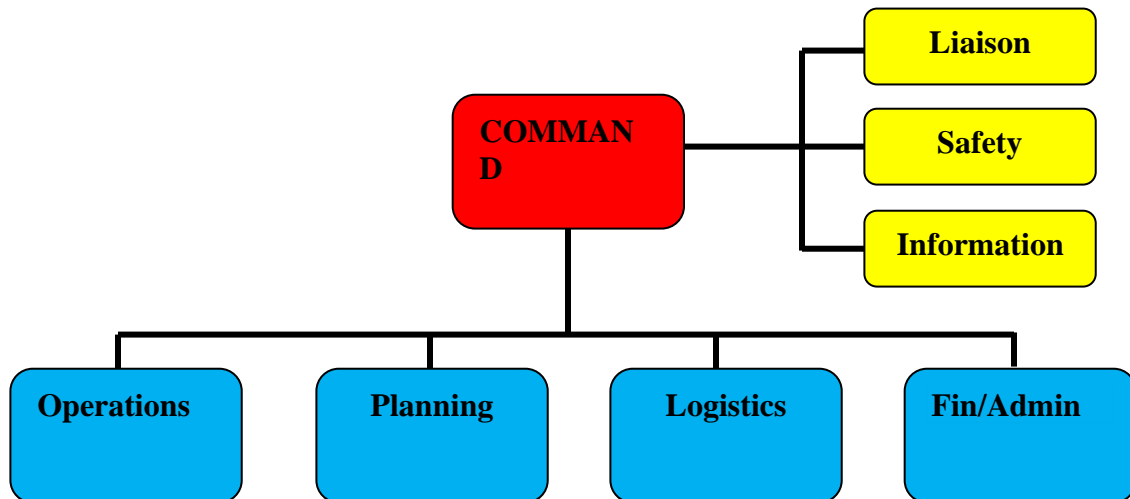 Liaison
COMMAN
D
Safety
Information
Operations
Planning
Logistics
Fin/Admin